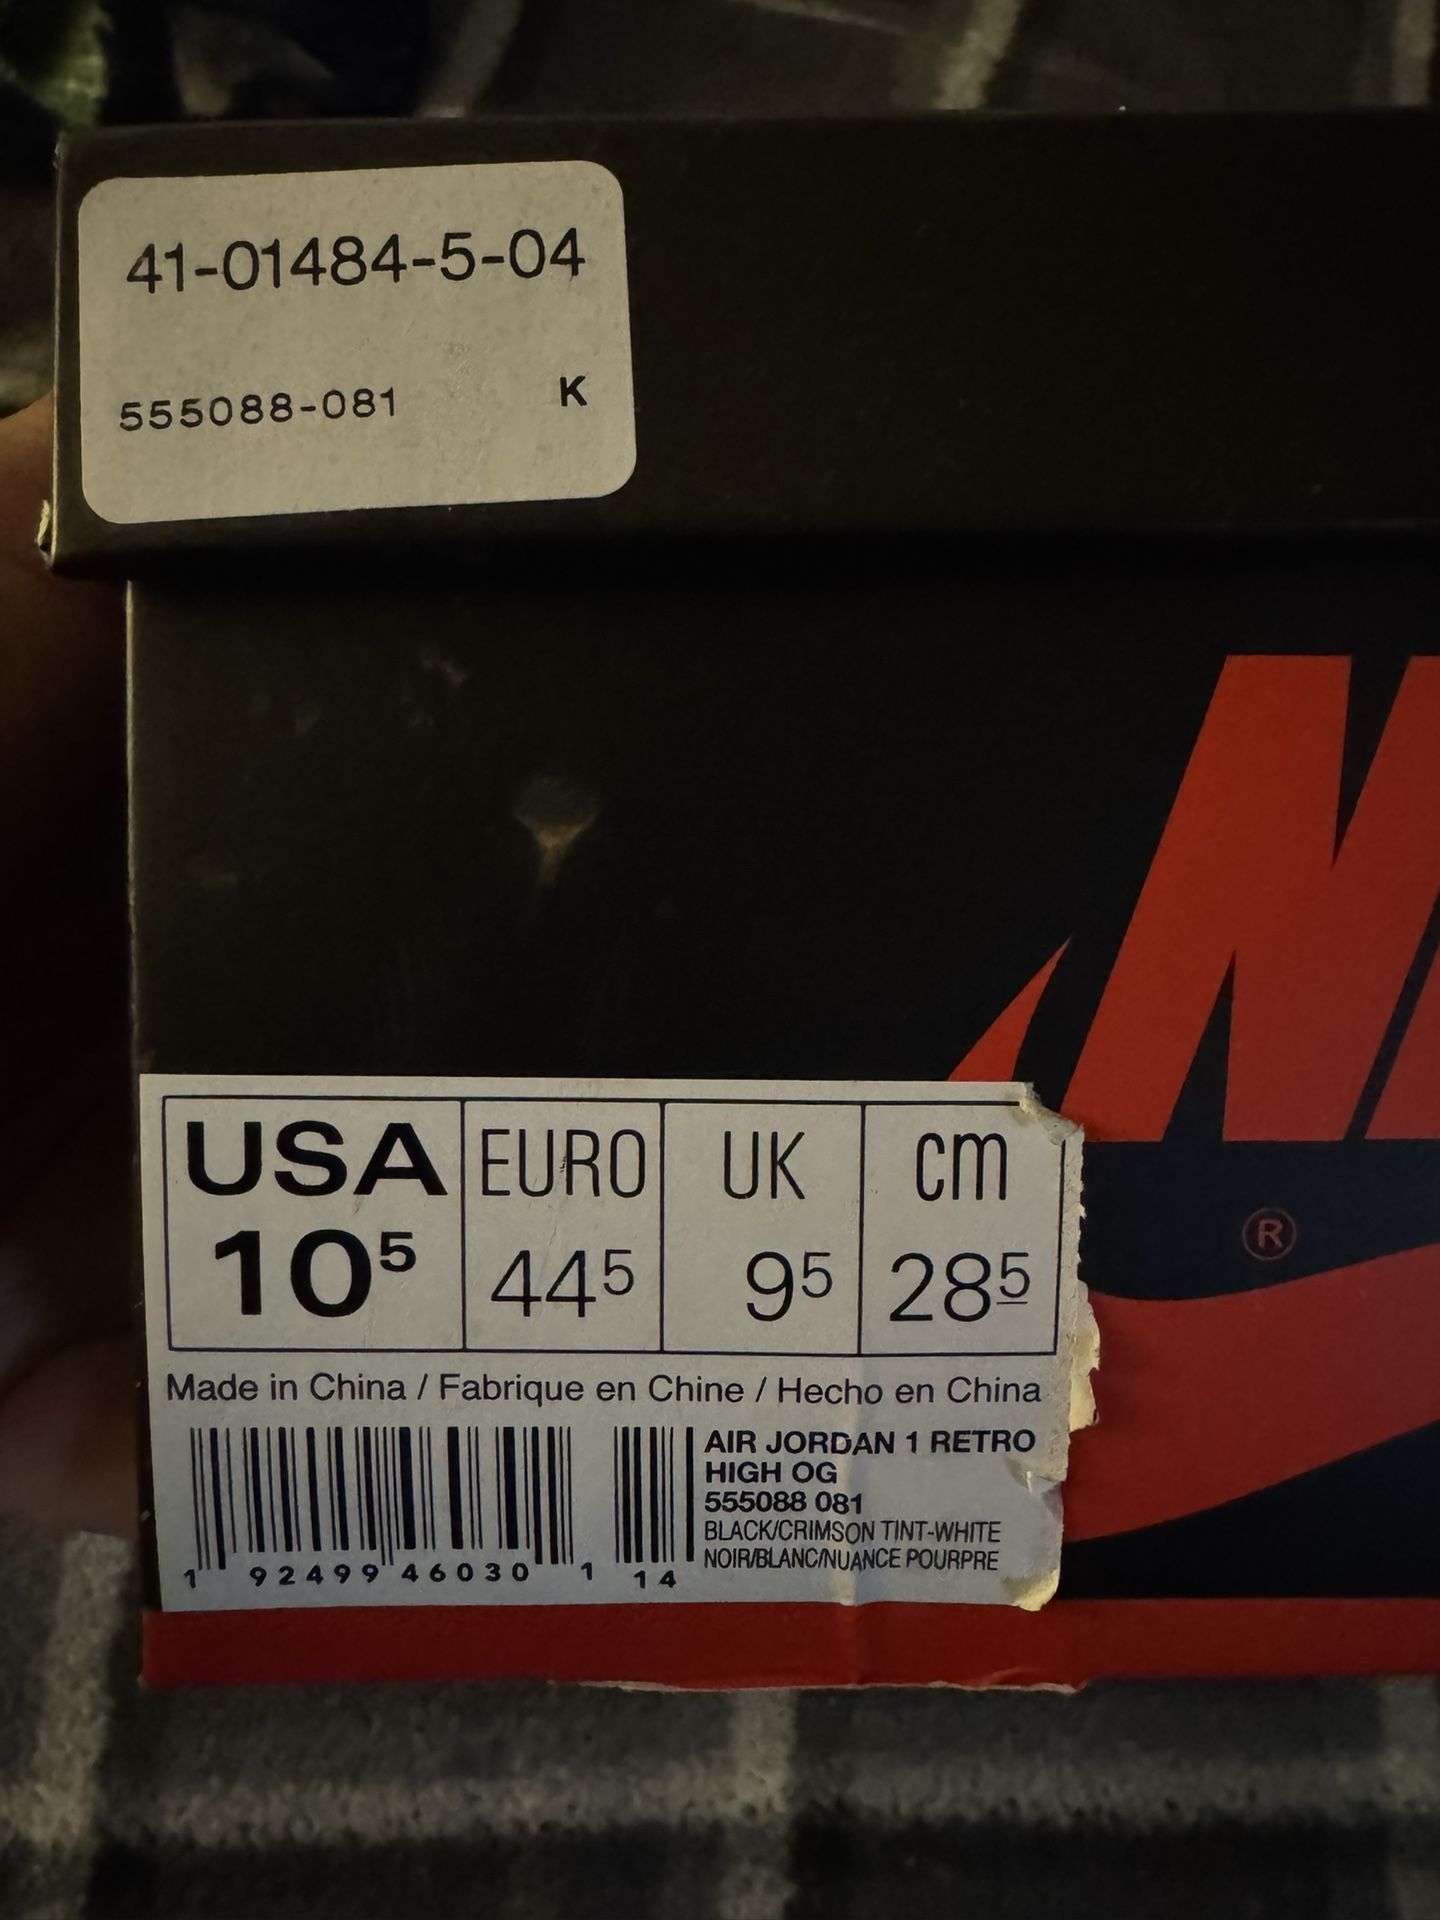 41-01484-5-04
555088-081 K
N
®
USA EURO UK cm
10⁵ 44⁵ 9⁵ 28⁵
Made in China / Fabriqué en Chine / Hecho en China
AIR JORDAN 1 RETRO
HIGH OG
555088 081
BLACK/CRIMSON TINT-WHITE
NOIR/BLANC/NUANCE POURPRE
1 92499 46030 1 14